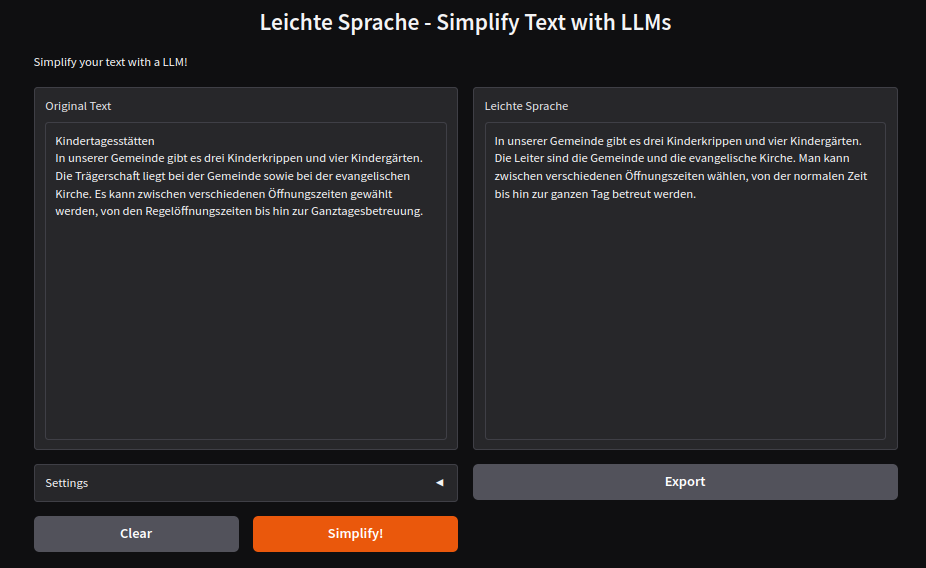 Leichte Sprache - Simplify Text with LLMs
Simplify your text with a LLM!
Original Text
Kindertagesstätten
In unserer Gemeinde gibt es drei Kinderkrippen und vier Kindergärten.
Die Trägerschaft liegt bei der Gemeinde sowie bei der evangelischen
Kirche. Es kann zwischen verschiedenen Öffnungszeiten gewählt
werden, von den Regelöffnungszeiten bis hin zur Ganztagesbetreuung.
Leichte Sprache
In unserer Gemeinde gibt es drei Kinderkrippen und vier Kindergärten.
Die Leiter sind die Gemeinde und die evangelische Kirche. Man kann
zwischen verschiedenen Öffnungszeiten wählen, von der normalen Zeit
bis hin zur ganzen Tag betreut werden.
Settings
Export
Clear
Simplify!